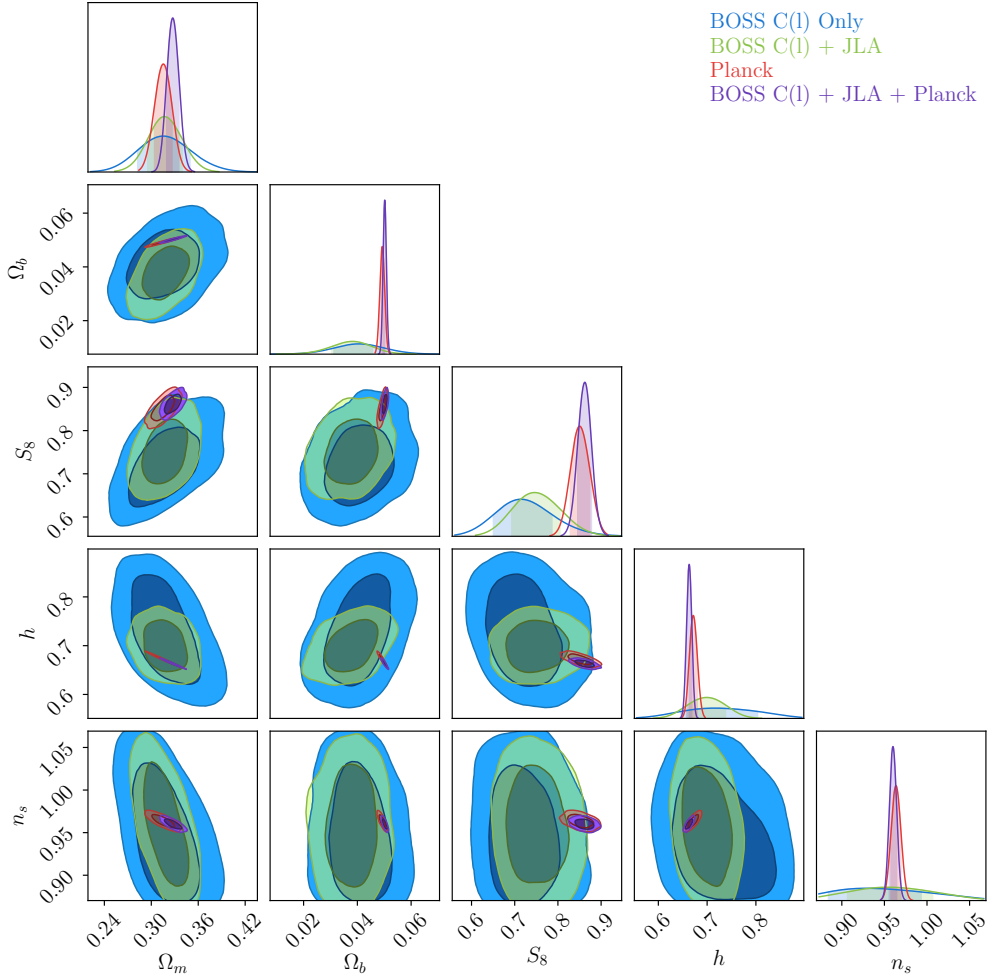 BOSS C(l) Only
BOSS C(l) + JLA
Planck
BOSS C(l) + JLA + Planck
0.06
0.04
0.02
Ω_b
0.9
0.8
0.7
0.6
S_8
0.8
0.7
0.6
h
1.05
1.00
0.95
0.90
n_s
0.24 0.30 0.36 0.42
0.02 0.04 0.06
0.6 0.7 0.8 0.9
0.6 0.7 0.8
0.90 0.95 1.00 1.05
Ω_m Ω_b S_8 h n_s